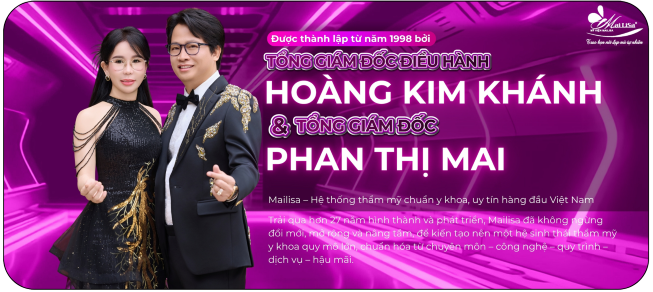 MaiLisa®
Được thành lập từ năm 1998 bởi
TỔNG GIÁM ĐỐC ĐIỀU HÀNH
HOÀNG KIM KHÁNH
& TỔNG GIÁM ĐỐC
PHAN THỊ MAI
Mailisa – Hệ thống thẩm mỹ chuẩn y khoa, uy tín hàng đầu Việt Nam
Trải qua hơn 27 năm hình thành và phát triển, Mailisa đã không ngừng
đổi mới, mở rộng và nâng tầm, để kiến tạo nên một hệ sinh thái thẩm mỹ
y khoa quy mô lớn, chuẩn hóa từ chuyên môn – công nghệ – quy trình –
dịch vụ – hậu mãi.